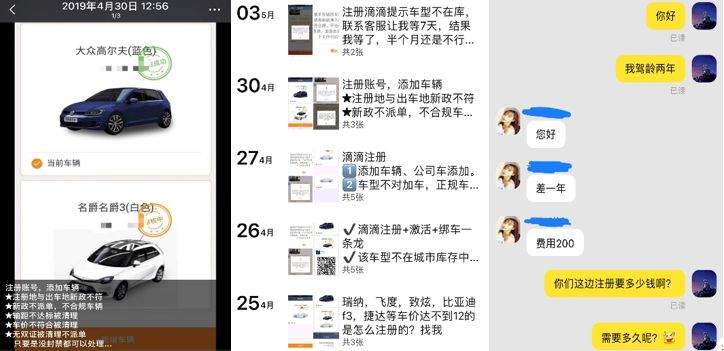 2019年4月30日 12:56
1/3
大众高尔夫(蓝色)
当前车辆
名爵名爵3(白色)
注册账号，添加车辆
★注册地与出车地新政不符
★新政不派单，不合规车辆
★轴距不达标被清理
★车价不符合被清理
★无双证被清理不派单
只要是没封禁都可以处理...
03 5月
注册滴滴提示车型不在库，
联系客服让我等7天，结果
我等了，半个月还是不行...
共2张
30 4月
注册账号，添加车辆
★注册地与出车地新政不符
★新政不派单，不合规车...
共3张
27 4月
滴滴注册
1 添加车辆、公司车添加。
2 车型不对加车，正规车...
共5张
26 4月
✓滴滴注册+激活+绑车一
条龙
✓该车型不在城市库存中...
共5张
25 4月
瑞纳，飞度，致炫，比亚迪
f3，捷达等车价达不到12的
是怎么注册的？找我
共3张
你好
已读
我驾龄两年
已读
您好
差一年
费用200
你们这边注册要多少钱啊？
已读
需要多久呢？